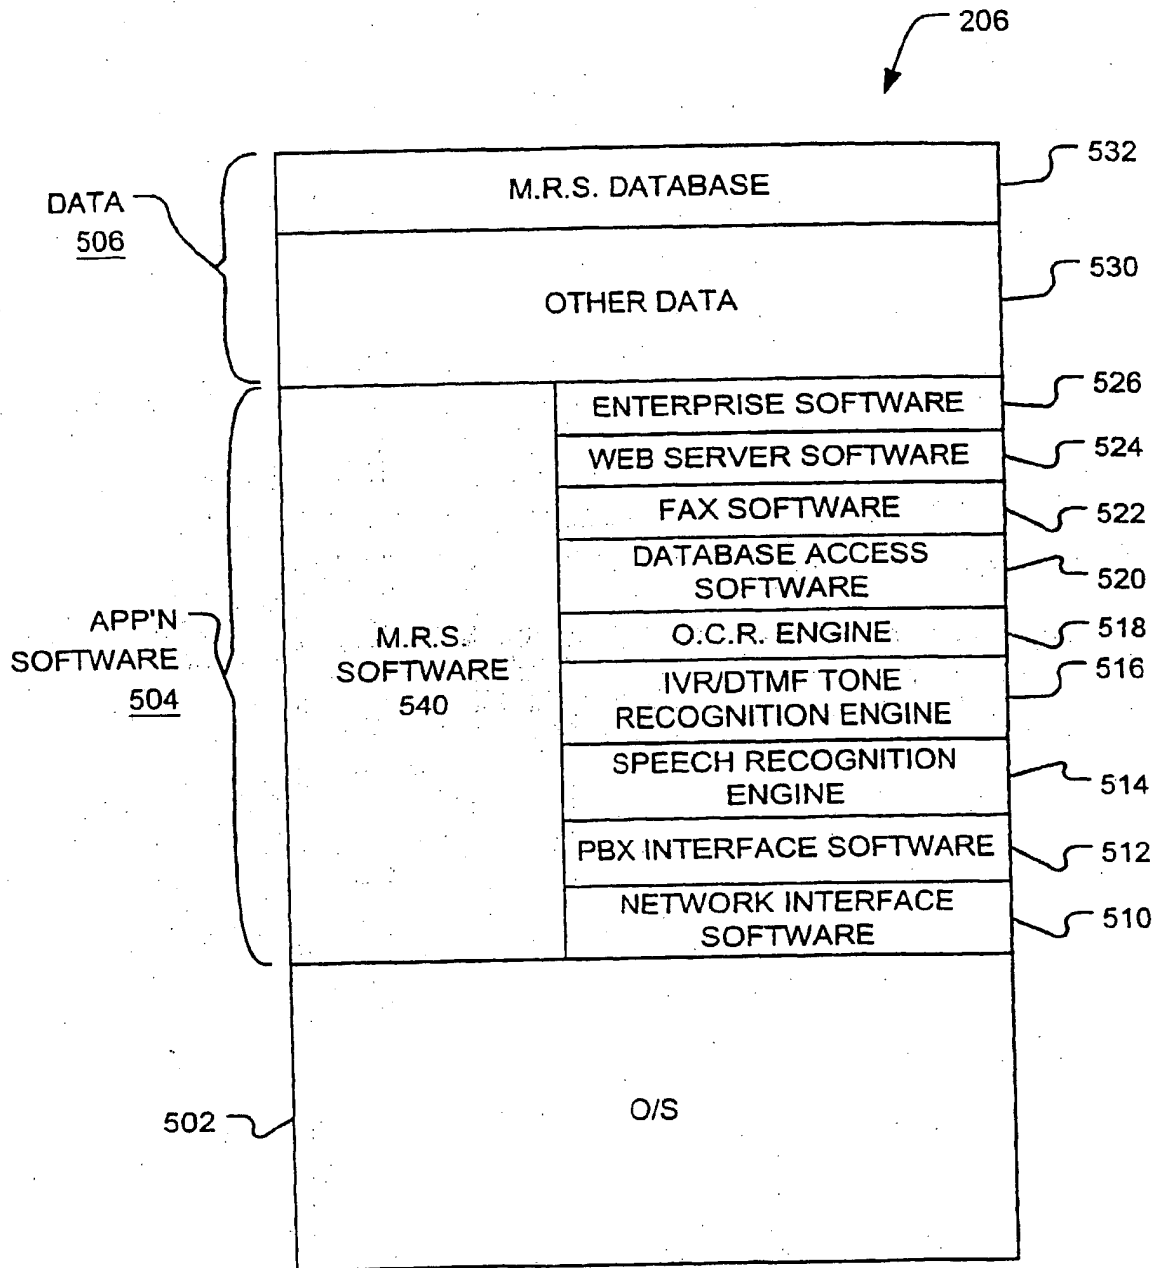 206
M.R.S. DATABASE
532
DATA
506
OTHER DATA
530
ENTERPRISE SOFTWARE
526
WEB SERVER SOFTWARE
524
FAX SOFTWARE
522
DATABASE ACCESS
SOFTWARE
520
O.C.R. ENGINE
518
APP'N
SOFTWARE
504
M.R.S.
SOFTWARE
540
IVR/DTMF TONE
RECOGNITION ENGINE
516
SPEECH RECOGNITION
ENGINE
514
PBX INTERFACE SOFTWARE
512
NETWORK INTERFACE
SOFTWARE
510
O/S
502